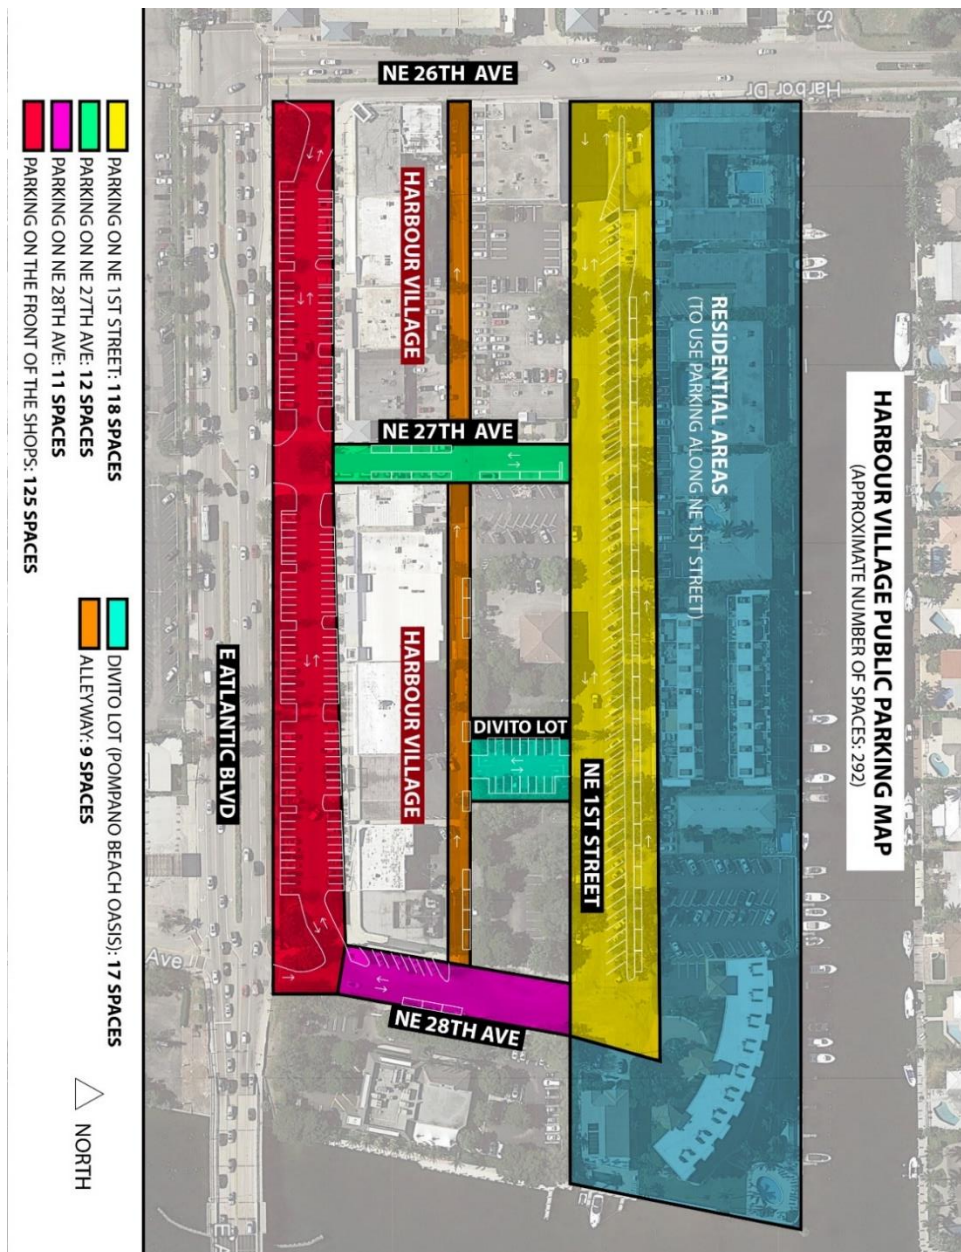 HARBOUR VILLAGE PUBLIC PARKING MAP
(APPROXIMATE NUMBER OF SPACES: 292)
St
Harbor Dr
NE 26TH AVE
RESIDENTIAL AREAS
(TO USE PARKING ALONG NE 1ST STREET)
HARBOUR VILLAGE
NE 27TH AVE
HARBOUR VILLAGE
DIVITO LOT
NE 1ST STREET
E ATLANTIC BLVD
Ave
NE 28TH AVE
E A
PARKING ON NE 1ST STREET: 118 SPACES
PARKING ON NE 27TH AVE: 12 SPACES
PARKING ON NE 28TH AVE: 11 SPACES
PARKING ON THE FRONT OF THE SHOPS: 125 SPACES
DIVITO LOT (POMPANO BEACH OASIS): 17 SPACES
ALLEYWAY: 9 SPACES
NORTH